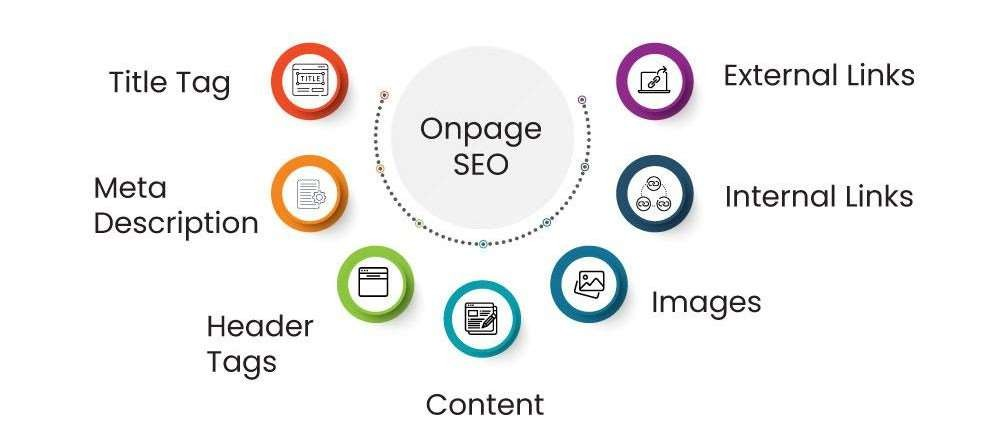 Title Tag
Meta
Description
Header
Tags
Content
Images
Internal Links
External Links
Onpage
SEO
TITLE